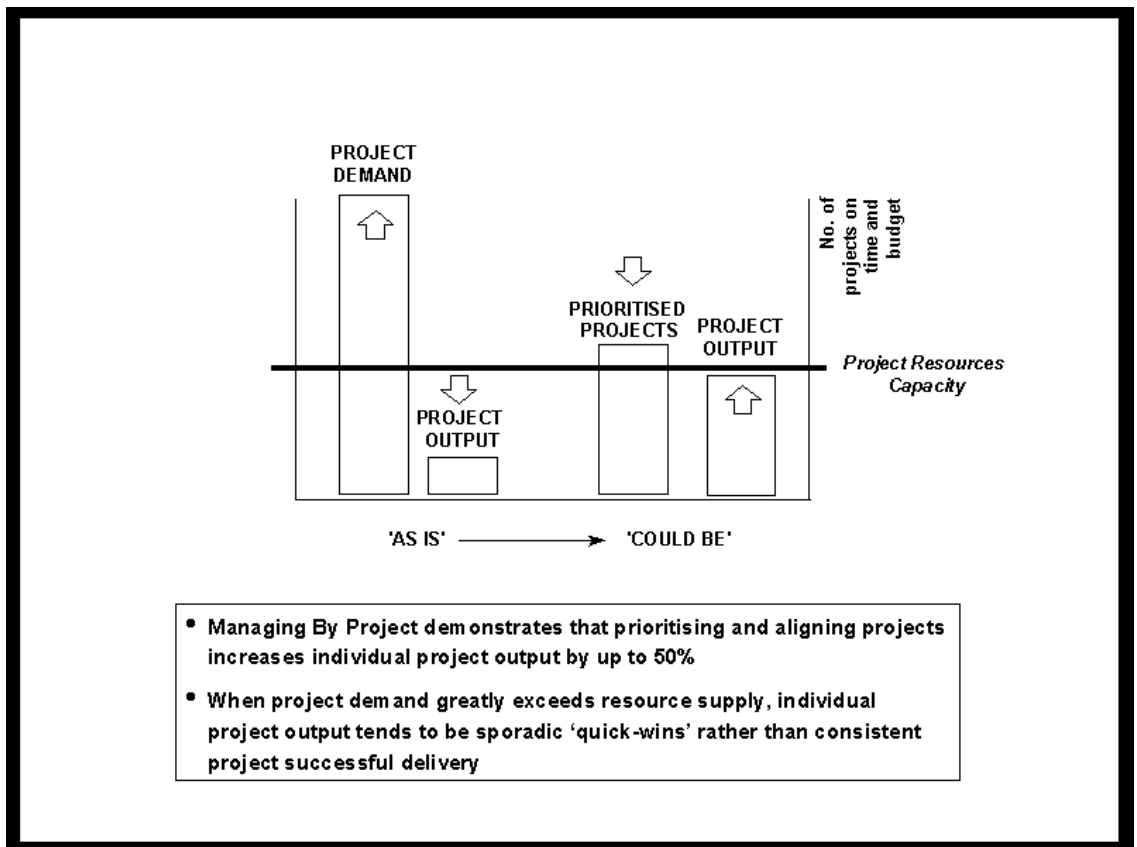 PROJECT
DEMAND
No. of
projects on
time and
budget
PRIORITISED
PROJECTS
PROJECT
OUTPUT
Project Resources
Capacity
PROJECT
OUTPUT
'AS IS'
'COULD BE'
• Managing By Project demonstrates that prioritising and aligning projects
increases individual project output by up to 50%
• When project demand greatly exceeds resource supply, individual
project output tends to be sporadic ‘quick-wins’ rather than consistent
project successful delivery